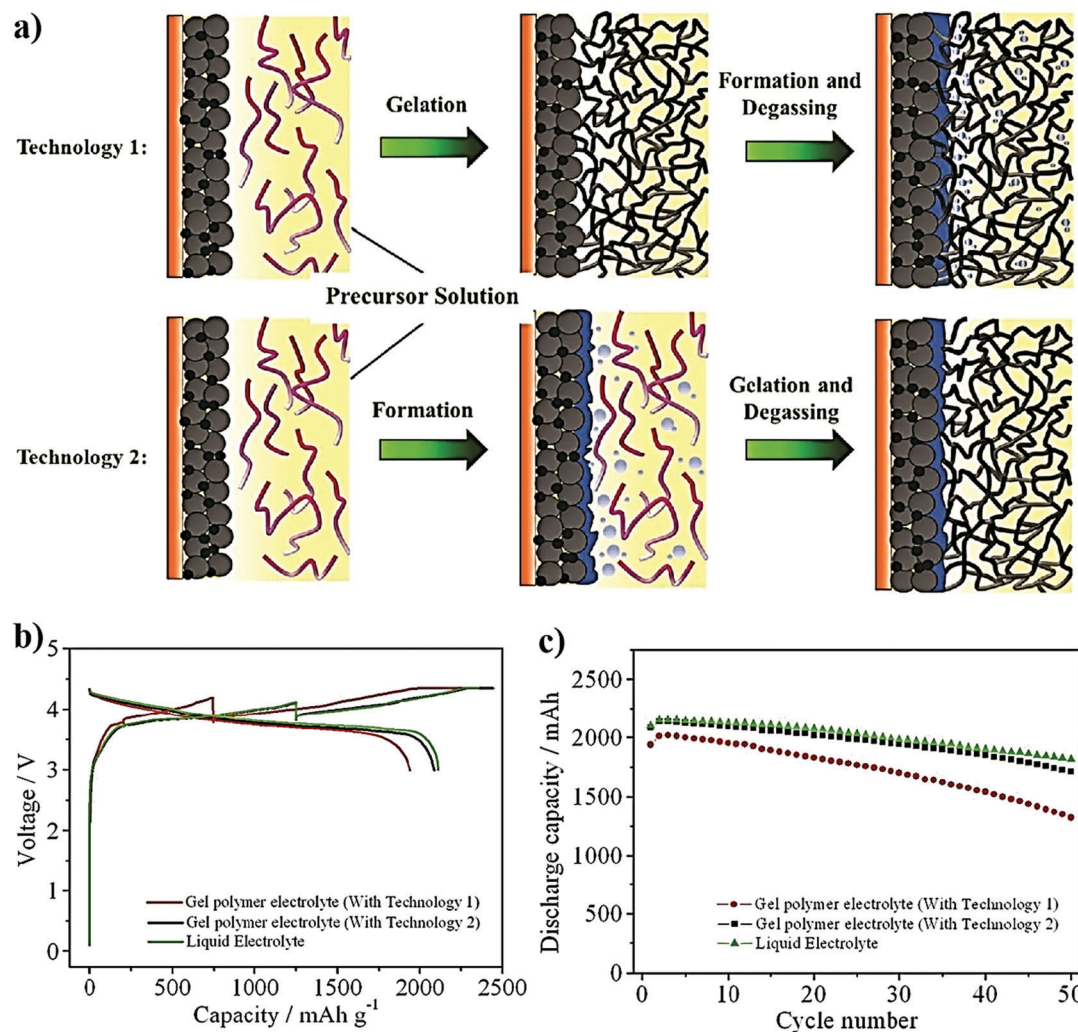 a)
Gelation
Formation and
Degassing
Technology 1:
Precursor Solution
Formation
Gelation and
Degassing
Technology 2:
b)
5
4
3
2
1
0
Voltage / V
Gel polymer electrolyte (With Technology 1)
Gel polymer electrolyte (With Technology 2)
Liquid Electrolyte
0 500 1000 1500 2000 2500
Capacity / mAh g-1
c)
2500
2000
1500
1000
500
0
Discharge capacity / mAh
Gel polymer electrolyte (With Technology 1)
Gel polymer electrolyte (With Technology 2)
Liquid Electrolyte
0 10 20 30 40 50
Cycle number